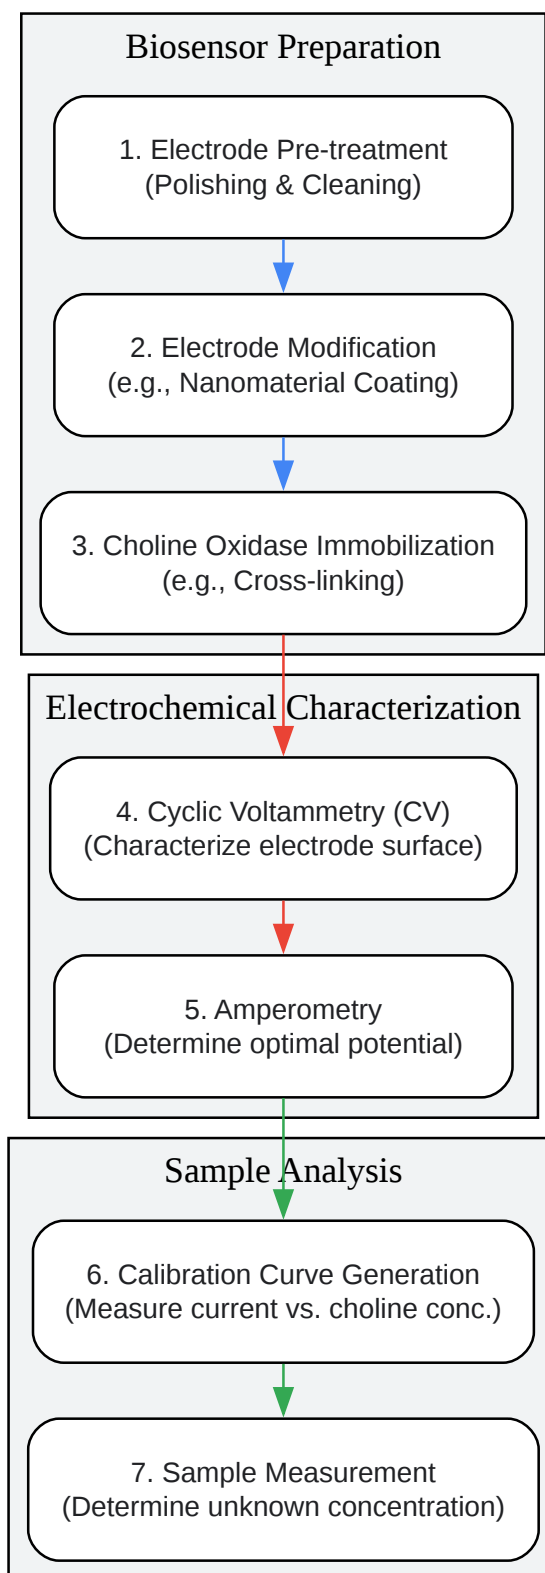 Biosensor Preparation
1. Electrode Pre-treatment
(Polishing & Cleaning)
2. Electrode Modification
(e.g., Nanomaterial Coating)
3. Choline Oxidase Immobilization
(e.g., Cross-linking)
Electrochemical Characterization
4. Cyclic Voltammetry (CV)
(Characterize electrode surface)
5. Amperometry
(Determine optimal potential)
Sample Analysis
6. Calibration Curve Generation
(Measure current vs. choline conc.)
7. Sample Measurement
(Determine unknown concentration)